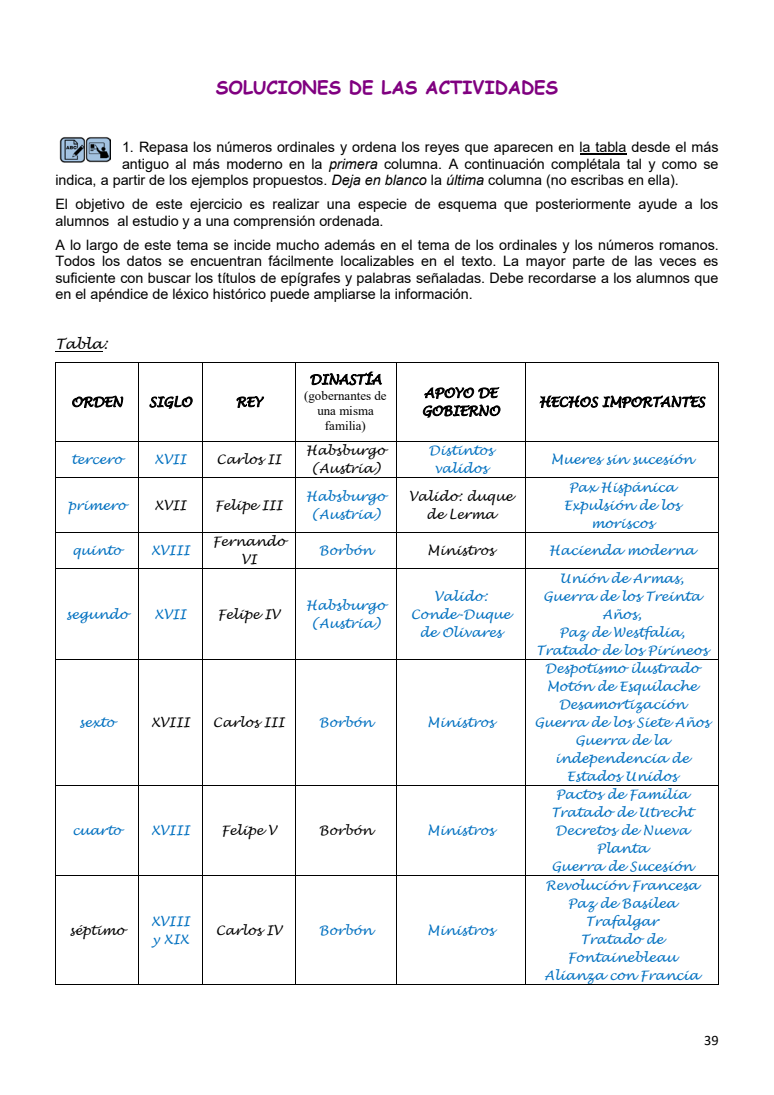 SOLUCIONES DE LAS ACTIVIDADES
ABC
1. Repasa los números ordinales y ordena los reyes que aparecen en la tabla desde el más
antiguo al más moderno en la primera columna. A continuación complétala tal y como se
indica, a partir de los ejemplos propuestos. Deja en blanco la última columna (no escribas en ella).
El objetivo de este ejercicio es realizar una especie de esquema que posteriormente ayude a los
alumnos al estudio y a una comprensión ordenada.
A lo largo de este tema se incide mucho además en el tema de los ordinales y los números romanos.
Todos los datos se encuentran fácilmente localizables en el texto. La mayor parte de las veces es
suficiente con buscar los títulos de epígrafes y palabras señaladas. Debe recordarse a los alumnos que
en el apéndice de léxico histórico puede ampliarse la información.
Tabla:
ORDEN
SIGLO
REY
DINASTÍA
(gobernantes de
una misma
familia)
APOYO DE
GOBIERNO
HECHOS IMPORTANTES
tercero
XVII
Carlos II
Habsburgo
(Austria)
Distintos
validos
Mueres sin sucesión
primero
XVII
Felipe III
Habsburgo
(Austria)
Valido: duque
de Lerma
Pax Hispánica
Expulsión de los
moriscos
quinto
XVIII
Fernando
VI
Borbón
Ministros
Hacienda moderna
segundo
XVII
Felipe IV
Habsburgo
(Austria)
Valido:
Conde-Duque
de Olivares
Unión de Armas,
Guerra de los Treinta
Años,
Paz de Westfalia,
Tratado de los Pirineos
sexto
XVIII
Carlos III
Borbón
Ministros
Despotismo ilustrado
Motón de Esquilache
Desamortización
Guerra de los Siete Años
Guerra de la
independencia de
Estados Unidos
cuarto
XVIII
Felipe V
Borbón
Ministros
Pactos de Familia
Tratado de Utrecht
Decretos de Nueva
Planta
Guerra de Sucesión
séptimo
XVIII
y XIX
Carlos IV
Borbón
Ministros
Revolución Francesa
Paz de Basilea
Trafalgar
Tratado de
Fontainebleau
Alianza con Francia
39